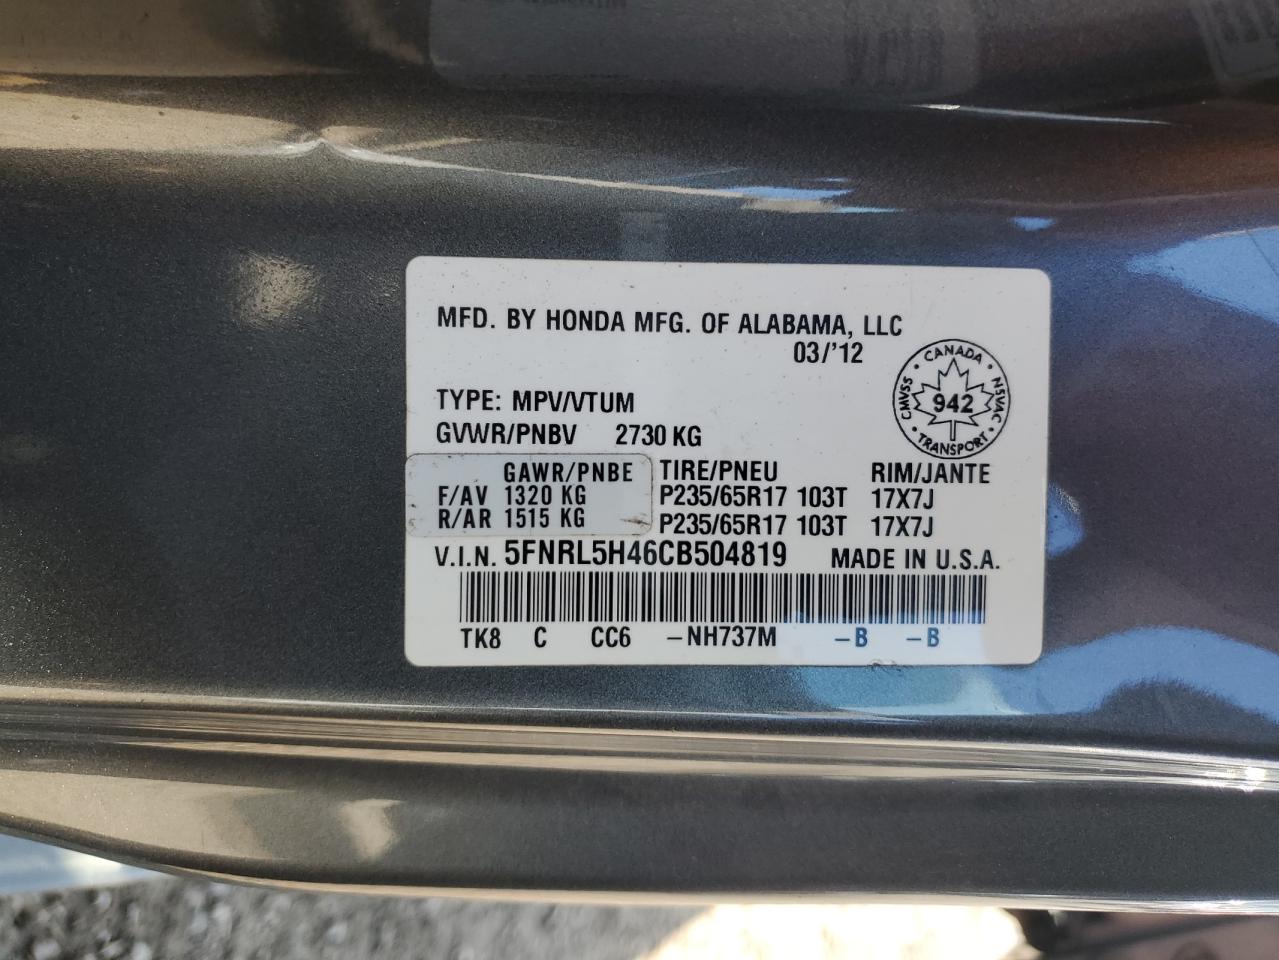 MFD. BY HONDA MFG. OF ALABAMA, LLC
03/'12
CANADA
CMVSS
942
NSVAC
TRANSPORT
TYPE: MPV/VTUM
GVWR/PNBV 2730 KG
GAWR/PNBE TIRE/PNEU RIM/JANTE
F/AV 1320 KG P235/65R17 103T 17X7J
R/AR 1515 KG P235/65R17 103T 17X7J
V.I.N. 5FNRL5H46CB504819 MADE IN U.S.A.
TK8 C CC6 –NH737M –B –B